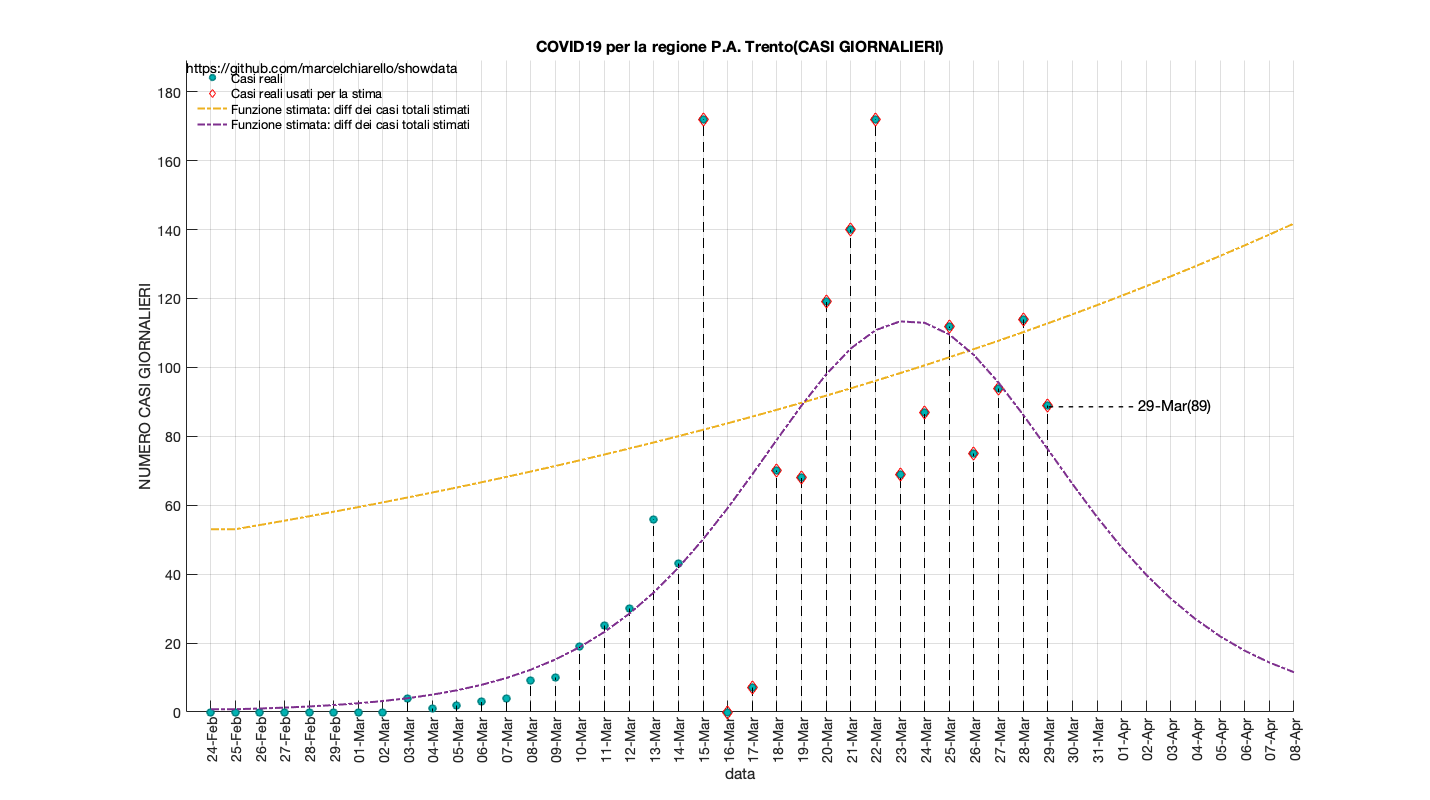 COVID19 per la regione P.A. Trento(CASI GIORNALIERI)
https://github.com/marcelchiarello/showdata
Casi reali
Casi reali usati per la stima
Funzione stimata: diff dei casi totali stimati
Funzione stimata: diff dei casi totali stimati
NUMERO CASI GIORNALIERI
180
160
140
120
100
80
60
40
20
0
29-Mar(89)
24-Feb
25-Feb
26-Feb
27-Feb
28-Feb
29-Feb
01-Mar
02-Mar
03-Mar
04-Mar
05-Mar
06-Mar
07-Mar
08-Mar
09-Mar
10-Mar
11-Mar
12-Mar
13-Mar
14-Mar
15-Mar
16-Mar
17-Mar
18-Mar
19-Mar
20-Mar
21-Mar
22-Mar
23-Mar
24-Mar
25-Mar
26-Mar
27-Mar
28-Mar
29-Mar
30-Mar
31-Mar
01-Apr
02-Apr
03-Apr
04-Apr
05-Apr
06-Apr
07-Apr
08-Apr
data